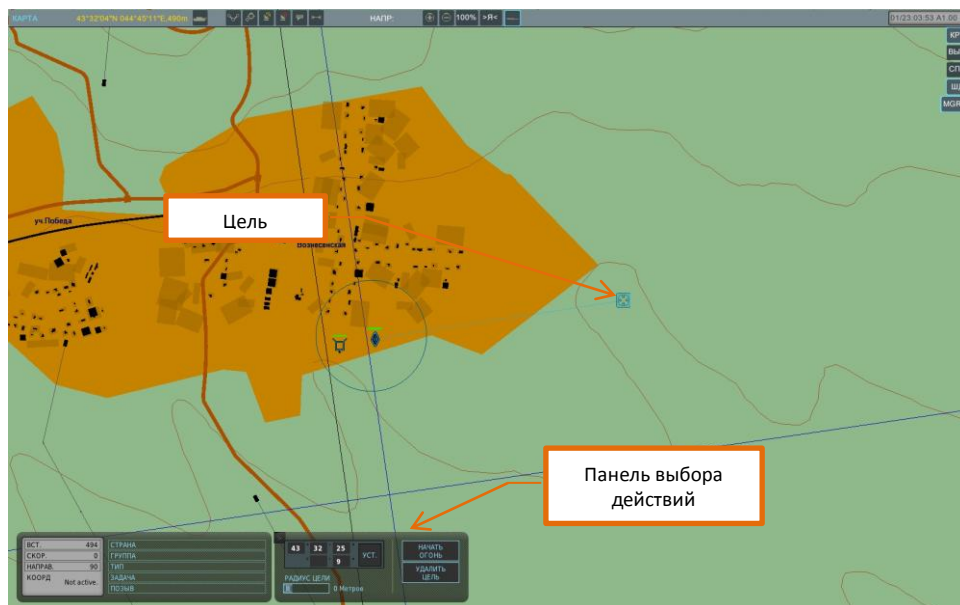 КАРТА 43°32'04"N 044°45'11"E,490m НАПР: 100% >Я< 01/23 03:53 A1.00
КР
ВЫ
СП
MGR
уч.Победа
Цель
Вознесенская
Панель выбора
действий
ВСТ. 494 СТРАНА
СКОР. 0 ГРУППА
НАПРАВ. 90 ТИП
КООРД Not active. ЗАДАЧА
ПОЗЫВ
43 32 25
9 УСТ.
РАДИУС ЦЕЛИ
0 Метров
НАЧАТЬ
ОГОНЬ
УДАЛИТЬ
ЦЕЛЬ